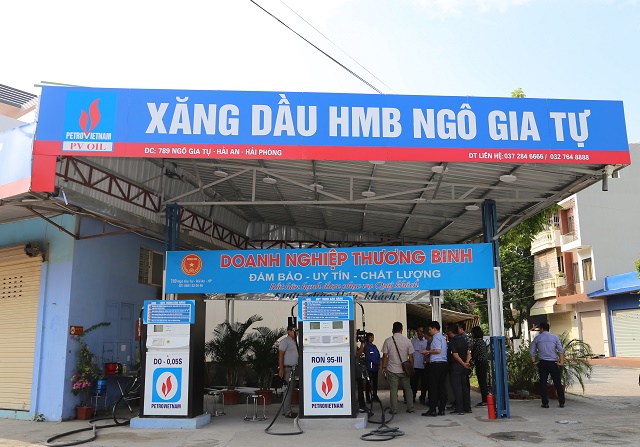 XĂNG DẦU HMB NGÔ GIA TỰ
PETROVIETNAM
PV OIL
ĐC: 789 NGÔ GIA TỰ - HẢI AN - HẢI PHÒNG
ĐT LIÊN HỆ: 037 284 6666 / 032 764 8888
DOANH NGHIỆP THƯƠNG BINH
ĐẢM BẢO - UY TÍN - CHẤT LƯỢNG
DO - 0,05S
PETROVIETNAM
RON 95-III
PETROVIETNAM